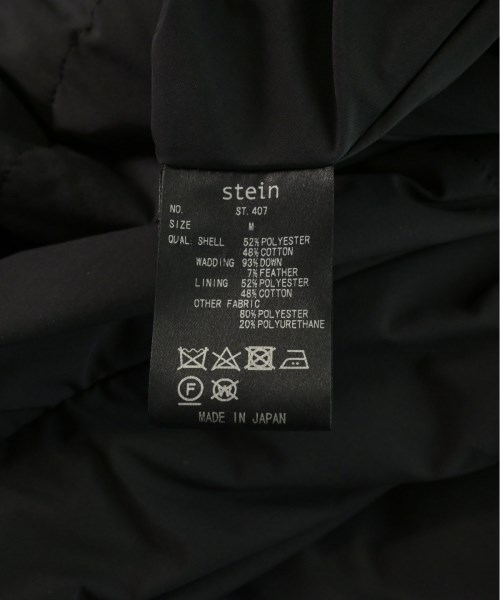 stein
NO. ST.407
SIZE M
QUAL. SHELL 52% POLYESTER
48% COTTON
WADDING 93% DOWN
7% FEATHER
LINING 52% POLYESTER
48% COTTON
OTHER FABRIC
80% POLYESTER
20% POLYURETHANE
F W
MADE IN JAPAN